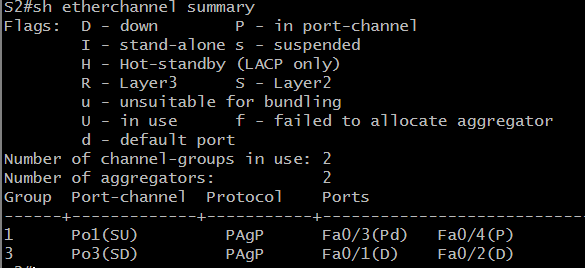 S2#sh etherchannel summary
Flags:  D - down        P - in port-channel
        I - stand-alone s - suspended
        H - Hot-standby (LACP only)
        R - Layer3      S - Layer2
        u - unsuitable for bundling
        U - in use      f - failed to allocate aggregator
        d - default port
Number of channel-groups in use: 2
Number of aggregators:           2
Group  Port-channel  Protocol    Ports
------+-------------+-----------+----------------------------
1      Po1(SU)           PAgP    Fa0/3(Pd)   Fa0/4(P)
3      Po3(SD)           PAgP    Fa0/1(D)    Fa0/2(D)